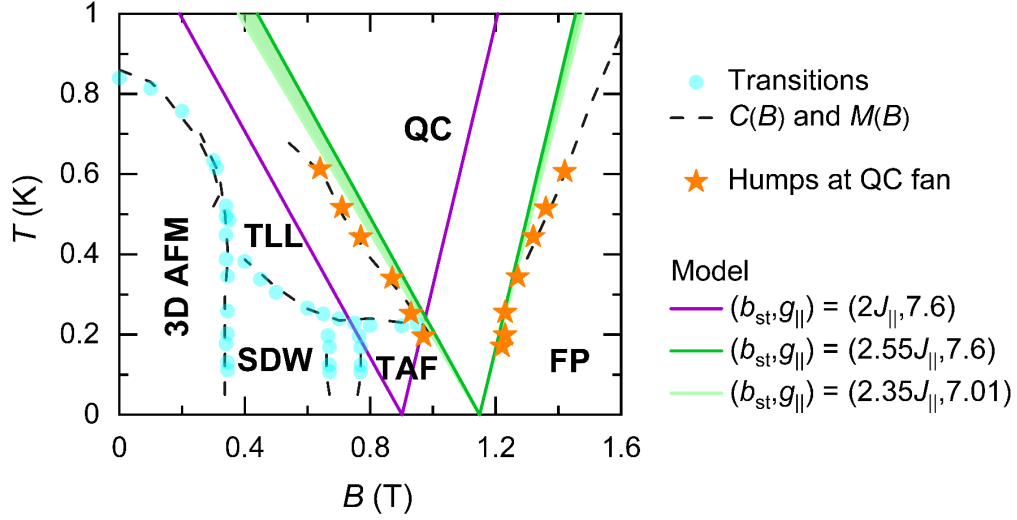 1
0.8
0.6
0.4
0.2
0
T (K)
0
0.4
0.8
1.2
1.6
B (T)
3D AFM
TLL
SDW
TAF
QC
FP
Transitions
C(B) and M(B)
Humps at QC fan
Model
(b_st,g_||) = (2J_||,7.6)
(b_st,g_||) = (2.55J_||,7.6)
(b_st,g_||) = (2.35J_||,7.01)